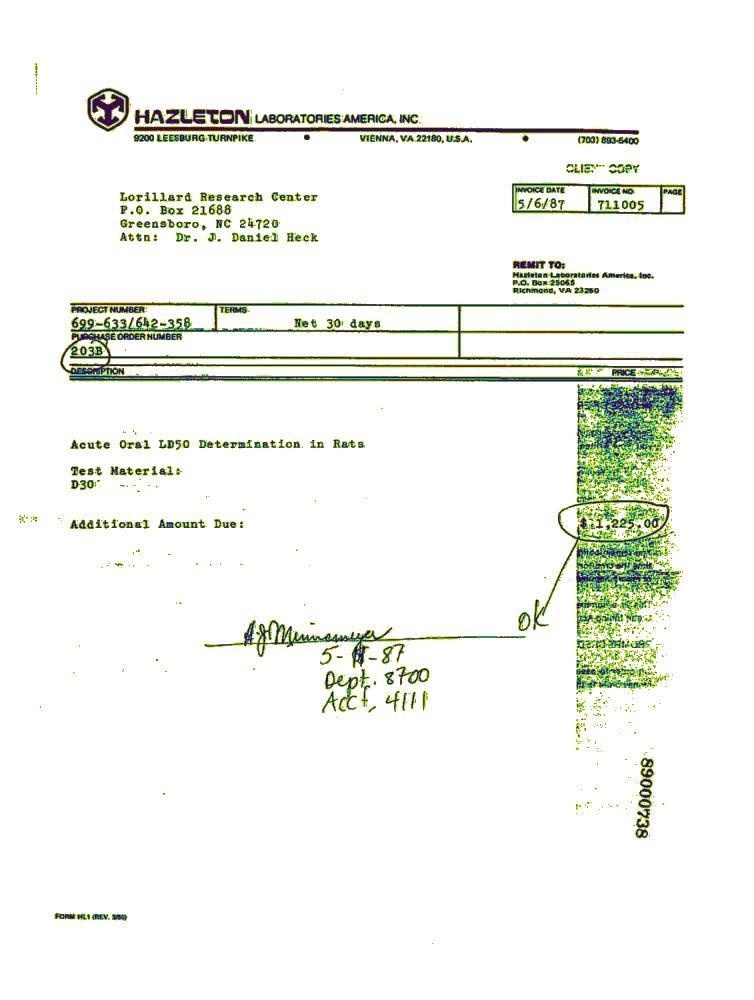 HAZLETON LABORATORIES AMERICA, INC.
9200 LEESBURG TURNPIKE • VIENNA, VA 22180, U.S.A. • (703) 893-5400
CLIENT COPY
Lorillard Research Center
P.O. Box 21688
Greensboro, NC 24720
Attn: Dr. J. Daniel Heck
INVOICE DATE INVOICE NO. PAGE
5/6/87 711005
REMIT TO:
Hazleton Laboratories America, Inc.
P.O. Box 25065
Richmond, VA 23260
PROJECT NUMBER TERMS
699-633/642-358 Net 30 days
PURCHASE ORDER NUMBER
203B
DESCRIPTION PRICE
Acute Oral LD50 Determination in Rats
Test Material:
D30
Additional Amount Due: $ 1,225.00
OK
5- -87
Dept. 8700
Acct, 4111
89000738
FORM HL1 (REV. 3/86)